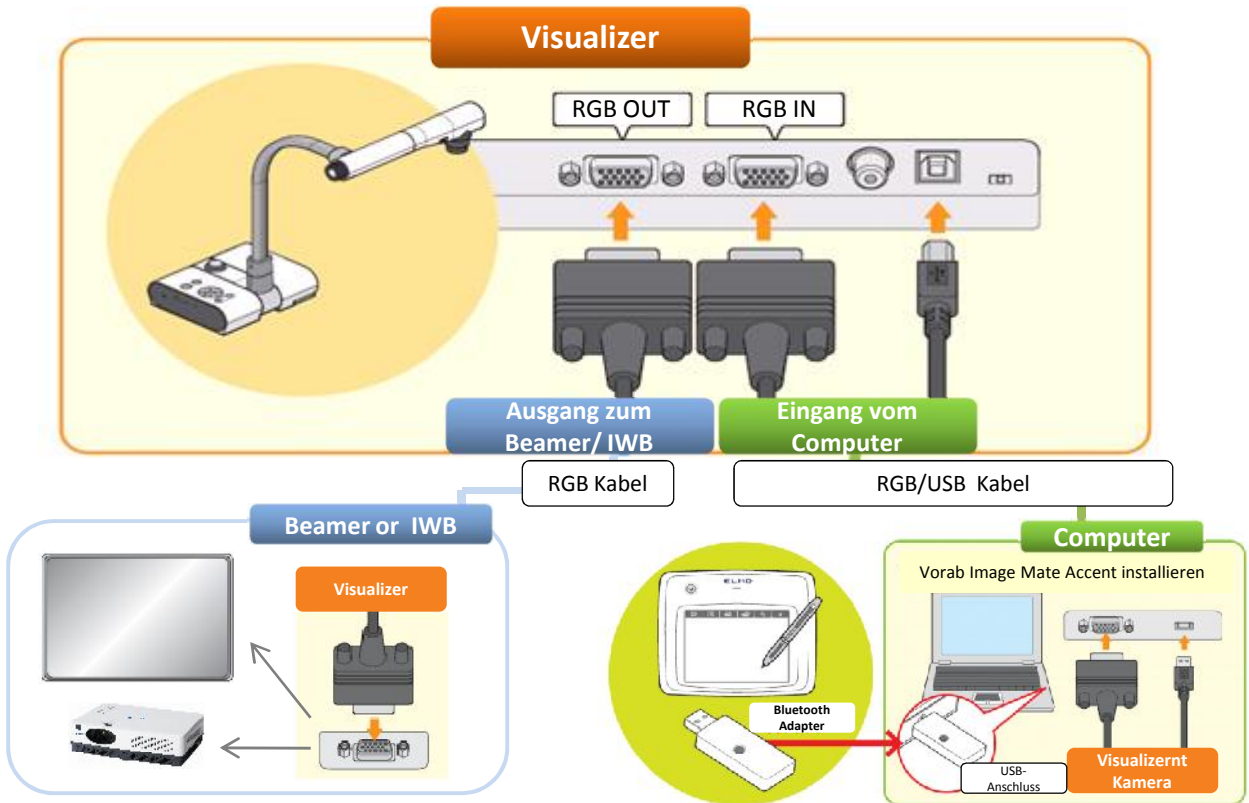 Visualizer
RGB OUT
RGB IN
Ausgang zum
Beamer/ IWB
Eingang vom
Computer
RGB Kabel
RGB/USB Kabel
Beamer or IWB
Visualizer
ELMO
Bluetooth
Adapter
Computer
Vorab Image Mate Accent installieren
USB-
Anschluss
Visualizernt
Kamera